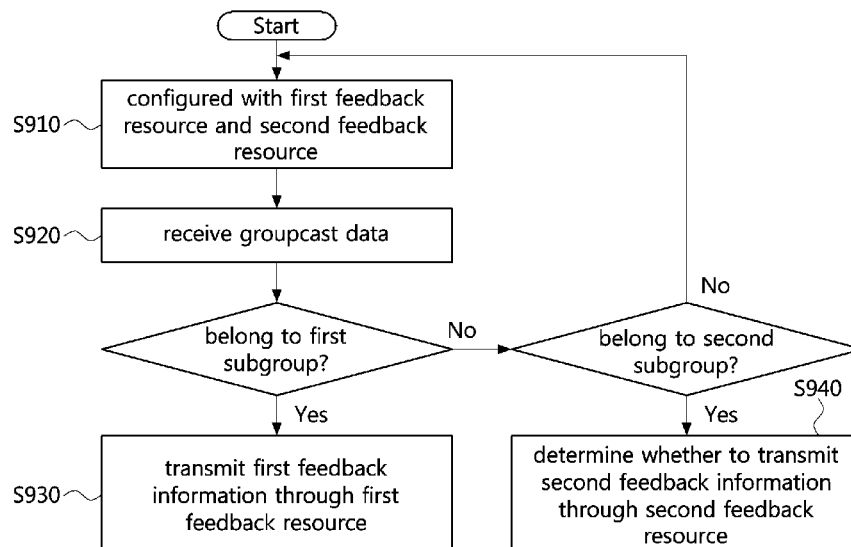 Start
configured with first feedback
resource and second feedback
resource
S910
receive groupcast data
S920
No
belong to first
subgroup?
No
belong to second
subgroup?
S940
Yes
Yes
transmit first feedback
information through first
feedback resource
S930
determine whether to transmit
second feedback information
through second feedback
resource